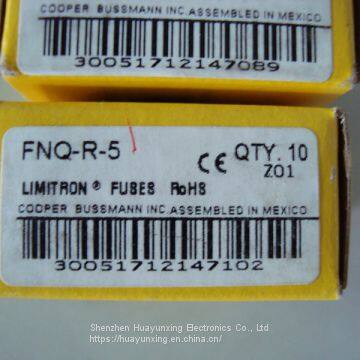 COOPER BUSSMANN INC. ASSEMBLED IN MEXICO
30051712147089
FNQ-R-5
CE QTY. 10
Z01
LIMITRON® FUSES RoHS
COOPER BUSSMANN INC. ASSEMBLED IN MEXICO
30051712147102
Shenzhen Huayunxing Electronics Co., Ltd
https://huayunxing.en.china.cn/